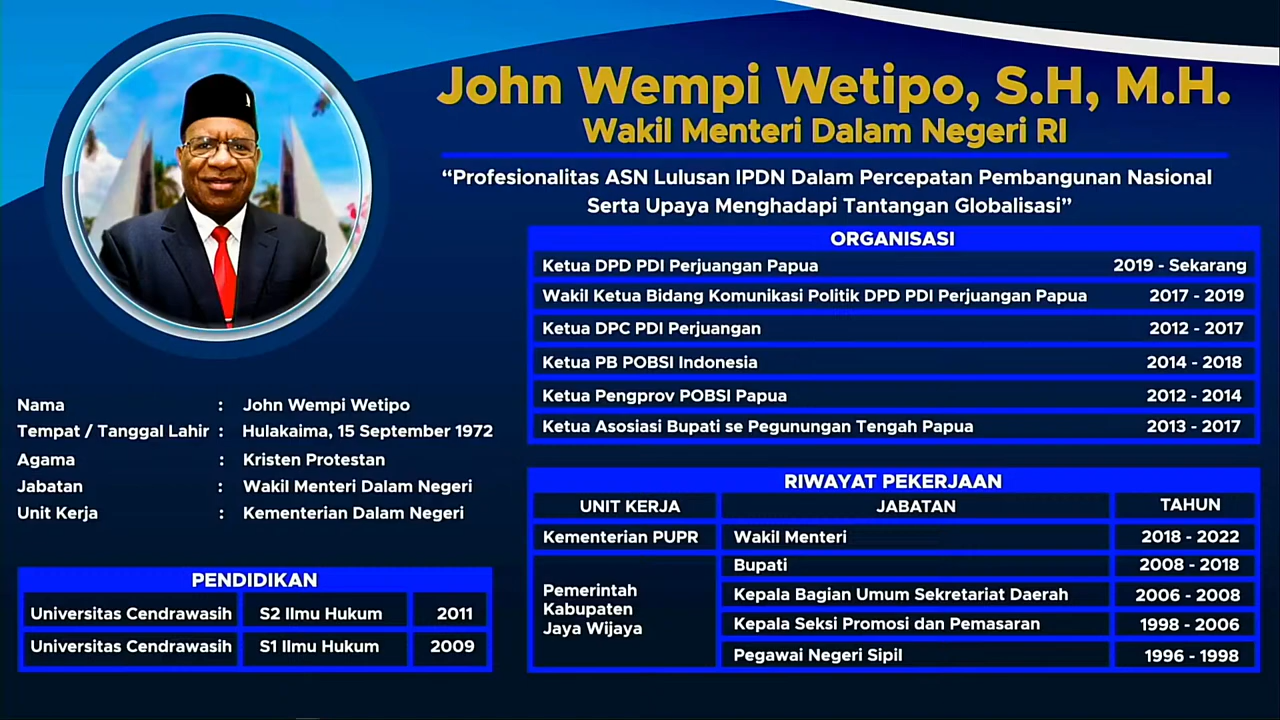 John Wempi Wetipo, S.H, M.H.
Wakil Menteri Dalam Negeri RI
“Profesionalitas ASN Lulusan IPDN Dalam Percepatan Pembangunan Nasional
Serta Upaya Menghadapi Tantangan Globalisasi”
Nama : John Wempi Wetipo
Tempat / Tanggal Lahir : Hulakaima, 15 September 1972
Agama : Kristen Protestan
Jabatan : Wakil Menteri Dalam Negeri
Unit Kerja : Kementerian Dalam Negeri
PENDIDIKAN
Universitas Cendrawasih S2 Ilmu Hukum 2011
Universitas Cendrawasih S1 Ilmu Hukum 2009
ORGANISASI
Ketua DPD PDI Perjuangan Papua 2019 - Sekarang
Wakil Ketua Bidang Komunikasi Politik DPD PDI Perjuangan Papua 2017 - 2019
Ketua DPC PDI Perjuangan 2012 - 2017
Ketua PB POBSI Indonesia 2014 - 2018
Ketua Pengprov POBSI Papua 2012 - 2014
Ketua Asosiasi Bupati se Pegunungan Tengah Papua 2013 - 2017
RIWAYAT PEKERJAAN
UNIT KERJA JABATAN TAHUN
Kementerian PUPR Wakil Menteri 2018 - 2022
Pemerintah
Kabupaten
Jaya Wijaya
Bupati 2008 - 2018
Kepala Bagian Umum Sekretariat Daerah 2006 - 2008
Kepala Seksi Promosi dan Pemasaran 1998 - 2006
Pegawai Negeri Sipil 1996 - 1998